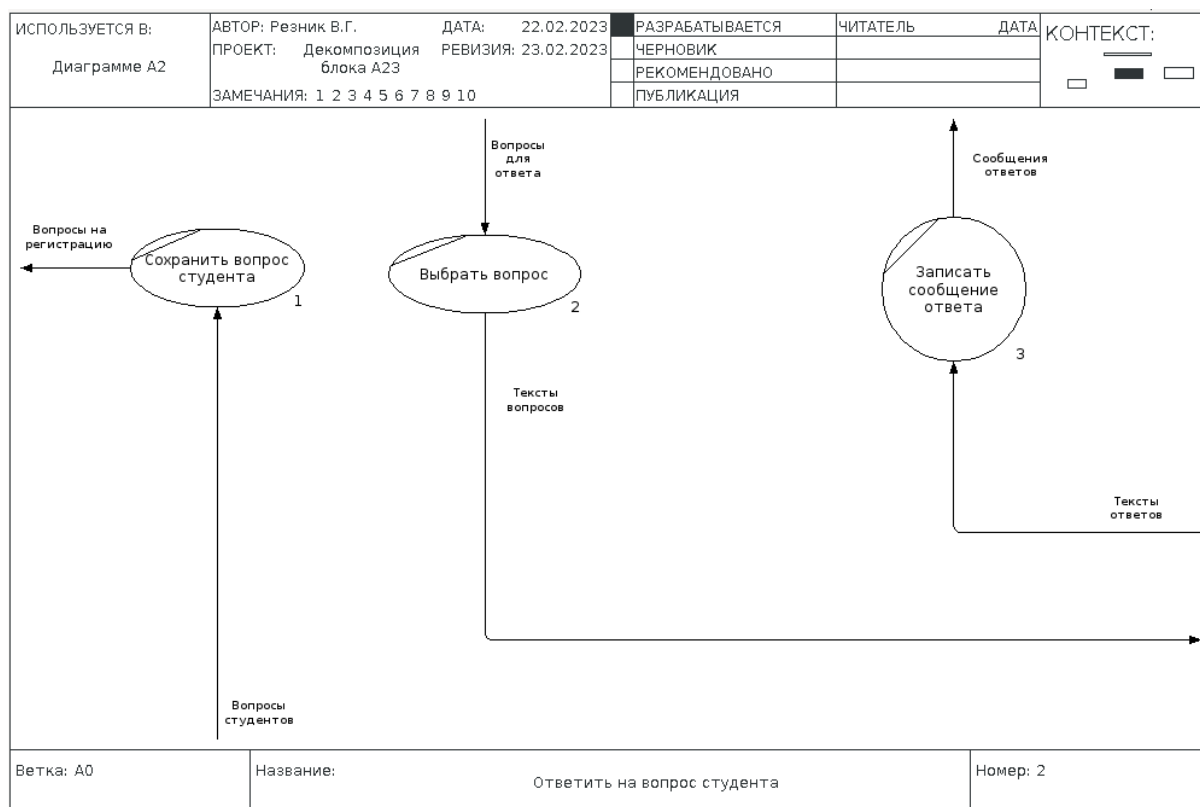 ИСПОЛЬЗУЕТСЯ В:
Диаграмме А2
АВТОР: Резник В.Г.
ДАТА: 22.02.2023
ПРОЕКТ: Декомпозиция
блока А23
РЕВИЗИЯ: 23.02.2023
ЗАМЕЧАНИЯ: 1 2 3 4 5 6 7 8 9 10
РАЗРАБАТЫВАЕТСЯ
ЧЕРНОВИК
РЕКОМЕНДОВАНО
ПУБЛИКАЦИЯ
ЧИТАТЕЛЬ ДАТА
КОНТЕКСТ:
Вопросы
для
ответа
Сообщения
ответов
Вопросы на
регистрацию
Сохранить вопрос
студента
1
Выбрать вопрос
2
Записать
сообщение
ответа
3
Тексты
вопросов
Тексты
ответов
Вопросы
студентов
Ветка: А0
Название:
Ответить на вопрос студента
Номер: 2